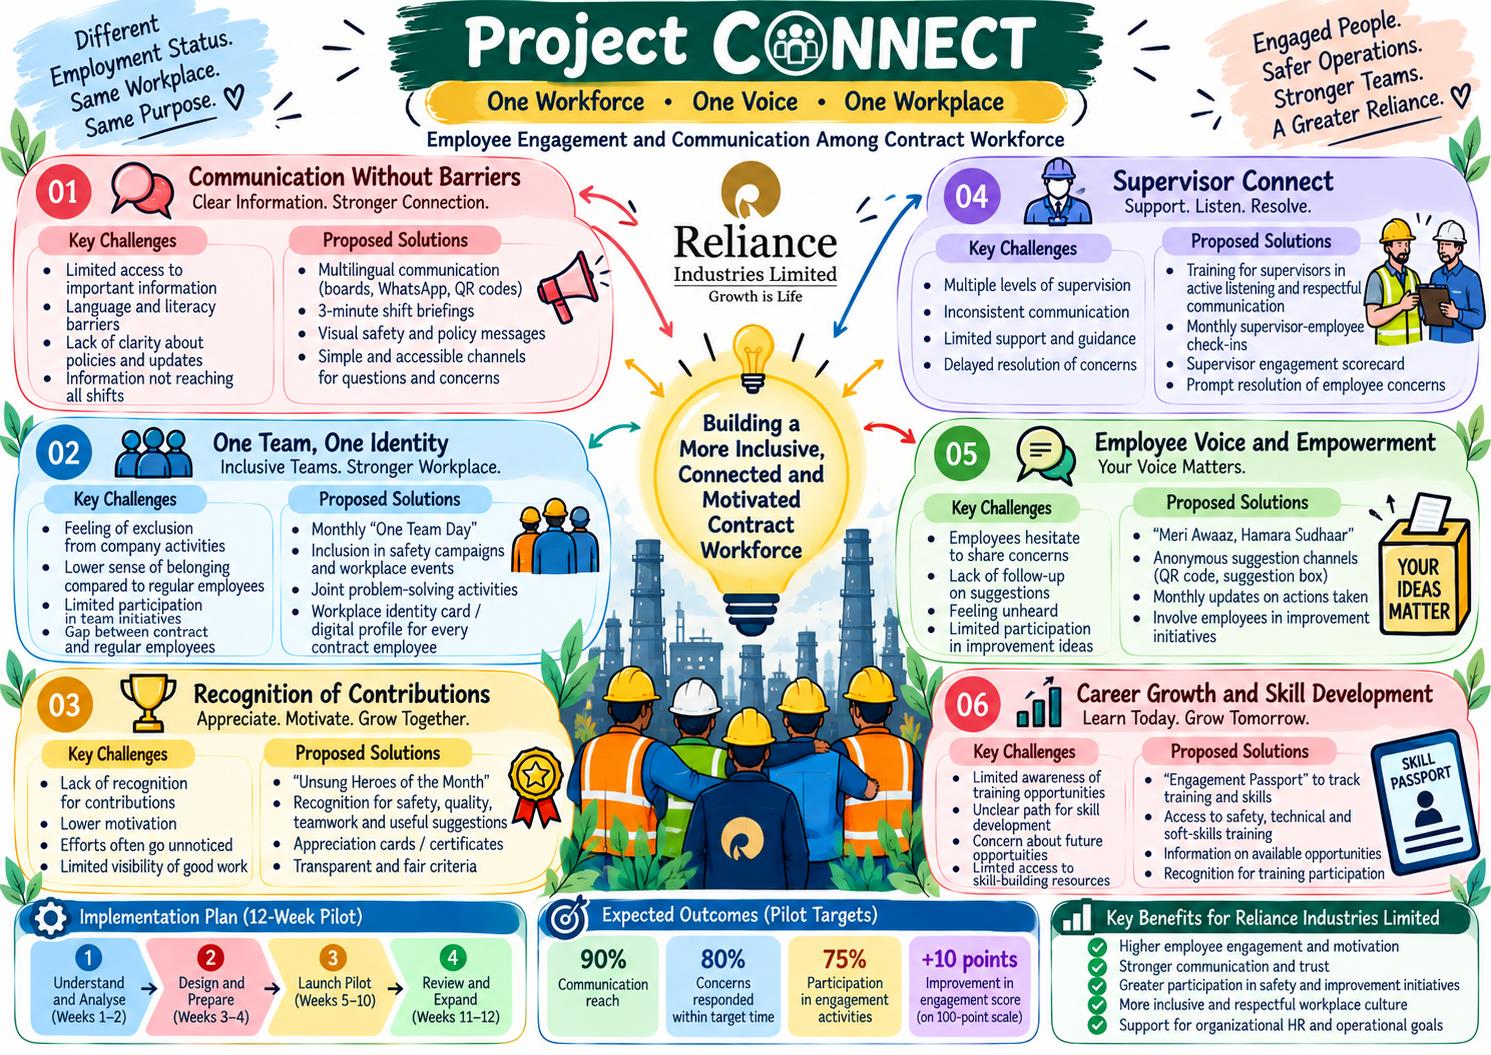 Different
Employment Status.
Same Workplace.
Same Purpose.
Project CONNECT
One Workforce • One Voice • One Workplace
Employee Engagement and Communication Among Contract Workforce
Engaged People.
Safer Operations.
Stronger Teams.
A Greater Reliance.
01
Communication Without Barriers
Clear Information. Stronger Connection.
Key Challenges
• Limited access to
important information
• Language and literacy
barriers
• Lack of clarity about
policies and updates
• Information not reaching
all shifts
Proposed Solutions
• Multilingual communication
(boards, WhatsApp, QR codes)
• 3-minute shift briefings
• Visual safety and policy messages
• Simple and accessible channels
for questions and concerns
02
One Team, One Identity
Inclusive Teams. Stronger Workplace.
Key Challenges
• Feeling of exclusion
from company activities
• Lower sense of belonging
compared to regular employees
• Limited participation
in team initiatives
• Gap between contract
and regular employees
Proposed Solutions
• Monthly “One Team Day”
• Inclusion in safety campaigns
and workplace events
• Joint problem-solving activities
• Workplace identity card /
digital profile for every
contract employee
03
Recognition of Contributions
Appreciate. Motivate. Grow Together.
Key Challenges
• Lack of recognition
for contributions
• Lower motivation
• Efforts often go unnoticed
• Limited visibility of good work
Proposed Solutions
• “Unsung Heroes of the Month”
• Recognition for safety, quality,
teamwork and useful suggestions
• Appreciation cards / certificates
• Transparent and fair criteria
Reliance
Industries Limited
Growth is Life
Building a
More Inclusive,
Connected and
Motivated
Contract
Workforce
04
Supervisor Connect
Support. Listen. Resolve.
Key Challenges
• Multiple levels of supervision
• Inconsistent communication
• Limited support and guidance
• Delayed resolution of concerns
Proposed Solutions
• Training for supervisors in
active listening and respectful
communication
• Monthly supervisor-employee
check-ins
• Supervisor engagement scorecard
• Prompt resolution of employee concerns
05
Employee Voice and Empowerment
Your Voice Matters.
Key Challenges
• Employees hesitate
to share concerns
• Lack of follow-up
on suggestions
• Feeling unheard
• Limited participation
in improvement ideas
Proposed Solutions
• “Meri Awaaz, Hamara Sudhaar”
• Anonymous suggestion channels
(QR code, suggestion box)
• Monthly updates on actions taken
• Involve employees in improvement
initiatives
YOUR
IDEAS
MATTER
06
Career Growth and Skill Development
Learn Today. Grow Tomorrow.
Key Challenges
• Limited awareness of
training opportunities
• Unclear path for skill
development
• Concern about future
opportuities
• Limted access to
skill-building resources
Proposed Solutions
• “Engagement Passport” to track
training and skills
• Access to safety, technical and
soft-skills training
• Information on available opportunities
• Recognition for training participation
SKILL
PASSPORT
Implementation Plan (12-Week Pilot)
1
Understand
and Analyse
(Weeks 1–2)
2
Design and
Prepare
(Weeks 3–4)
3
Launch Pilot
(Weeks 5–10)
4
Review and
Expand
(Weeks 11–12)
Expected Outcomes (Pilot Targets)
90%
Communication
reach
80%
Concerns
responded
within target time
75%
Participation
in engagement
activities
+10 points
Improvement in
engagement score
(on 100-point scale)
Key Benefits for Reliance Industries Limited
Higher employee engagement and motivation
Stronger communication and trust
Greater participation in safety and improvement initiatives
More inclusive and respectful workplace culture
Support for organizational HR and operational goals